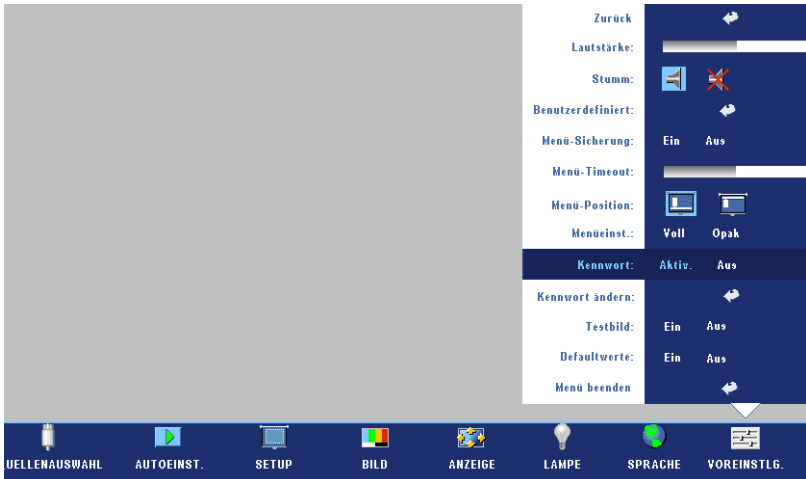 Zurück
Lautstärke:
Stumm:
Benutzerdefiniert:
Menü-Sicherung: Ein Aus
Menü-Timeout:
Menü-Position:
Menüeinst.: Voll Opak
Kennwort: Aktiv. Aus
Kennwort ändern:
Testbild: Ein Aus
Defaultwerte: Ein Aus
Menü beenden
UELLENAUSWAHL AUTOEINST. SETUP BILD ANZEIGE LAMPE SPRACHE VOREINSTLG.